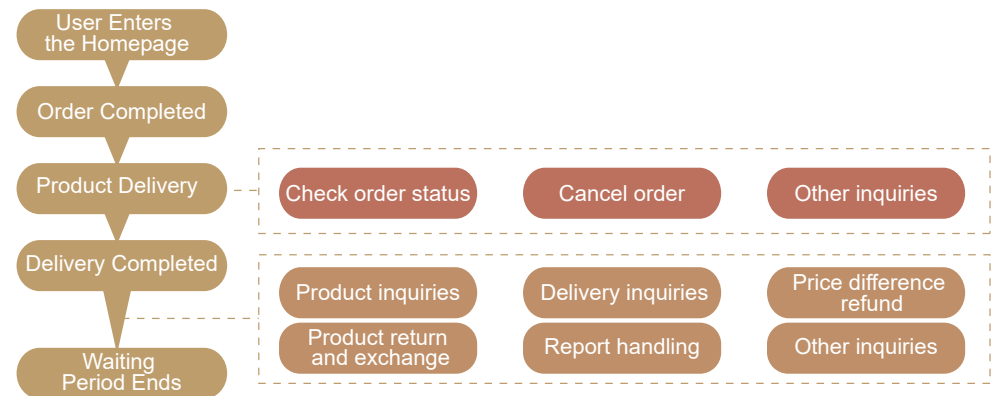 User Enters
the Homepage
Order Completed
Product Delivery
Check order status
Cancel order
Other inquiries
Delivery Completed
Product inquiries
Delivery inquiries
Price difference
refund
Product return
and exchange
Report handling
Other inquiries
Waiting
Period Ends